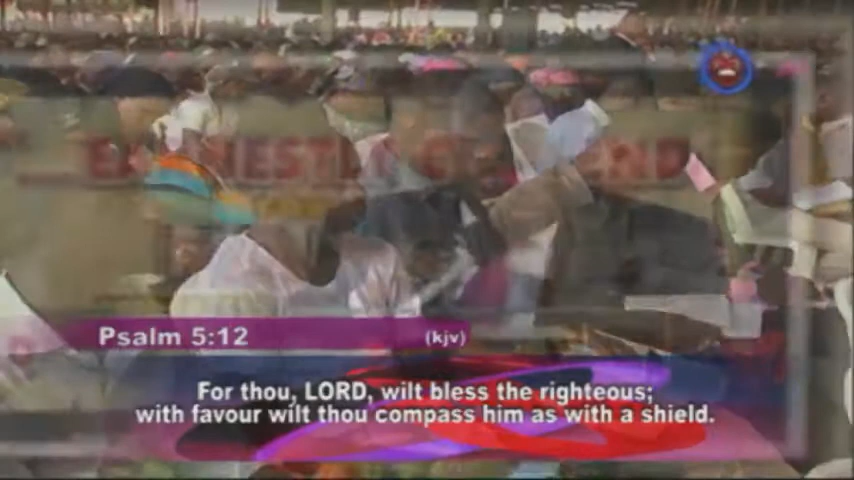 Psalm 5:12 (kjv)
For thou, LORD, wilt bless the righteous;
with favour wilt thou compass him as with a shield.